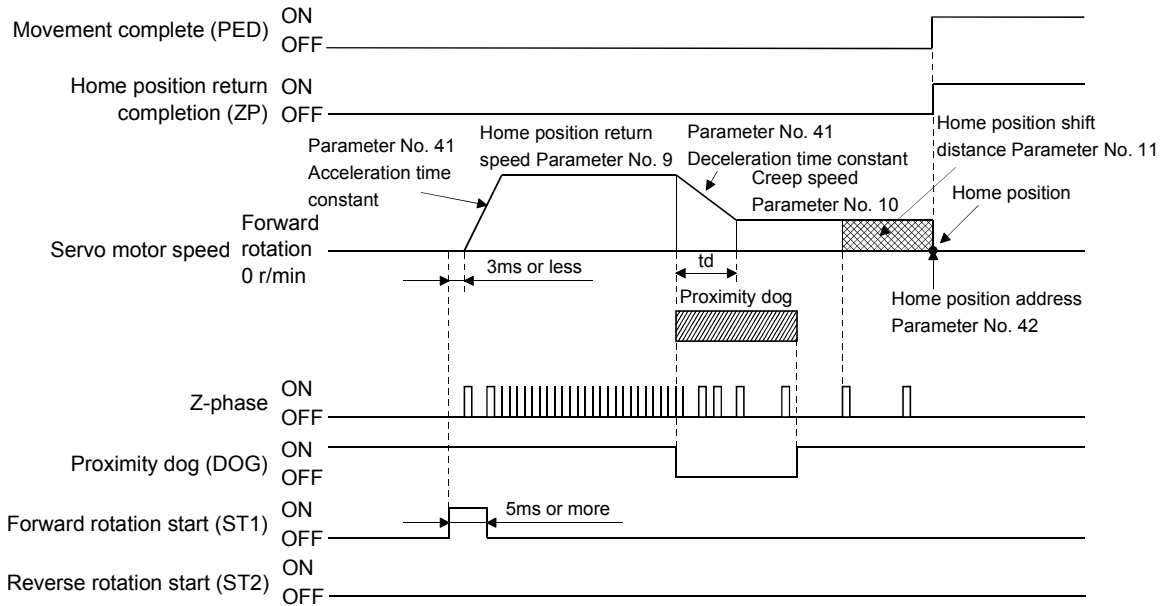 Movement complete (PED)
ON
OFF
Home position return
completion (ZP)
ON
OFF
Parameter No. 41
Acceleration time
constant
Home position return
speed Parameter No. 9
Parameter No. 41
Deceleration time constant
Creep speed
Parameter No. 10
Home position shift
distance Parameter No. 11
Home position
Servo motor speed
Forward
rotation
0 r/min
3ms or less
td
Proximity dog
Home position address
Parameter No. 42
Z-phase
ON
OFF
Proximity dog (DOG)
ON
OFF
Forward rotation start (ST1)
ON
OFF
5ms or more
Reverse rotation start (ST2)
ON
OFF